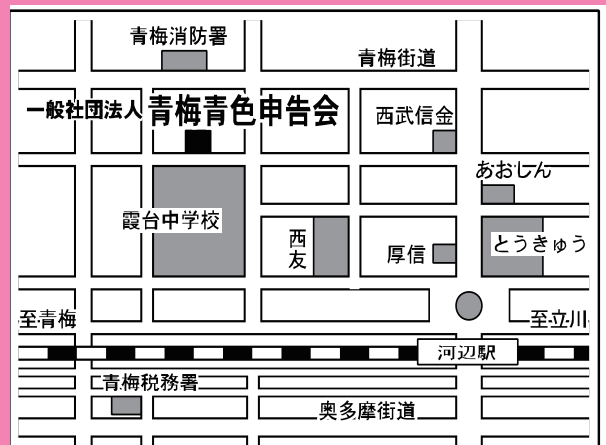 青梅消防署
青梅街道
一般社団法人 青梅青色申告会
西武信金
あおしん
霞台中学校
西友
厚信
とうきゅう
至青梅
至立川
河辺駅
青梅税務署
奥多摩街道